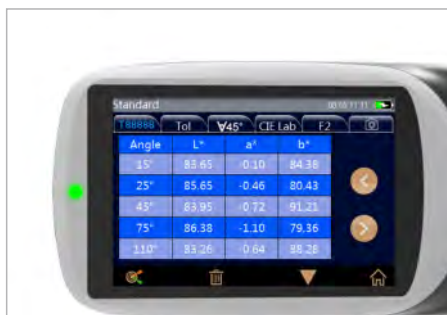 Standard
T88888 Tol ∀45° CIE Lab F2
Angle L* a* b*
15° 83.65 -0.10 84.38
25° 85.65 -0.46 80.43
45° 83.95 -0.72 91.21
75° 86.38 -1.10 79.36
110° 83.26 -0.64 88.28